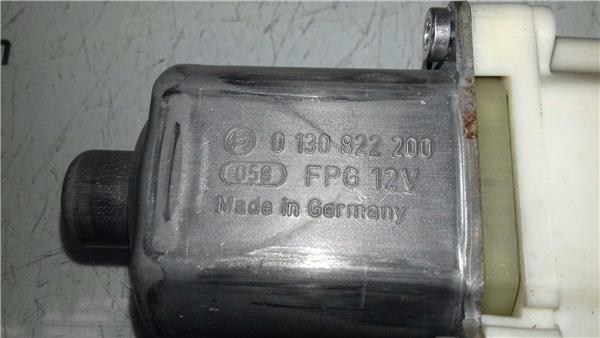 0 130 822 200
058 FPG 12V
Made in Germany